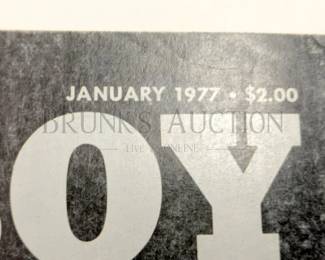 JANUARY 1977 • $2.00
BRUNK'S AUCTION
LIVE & ONLINE
OY